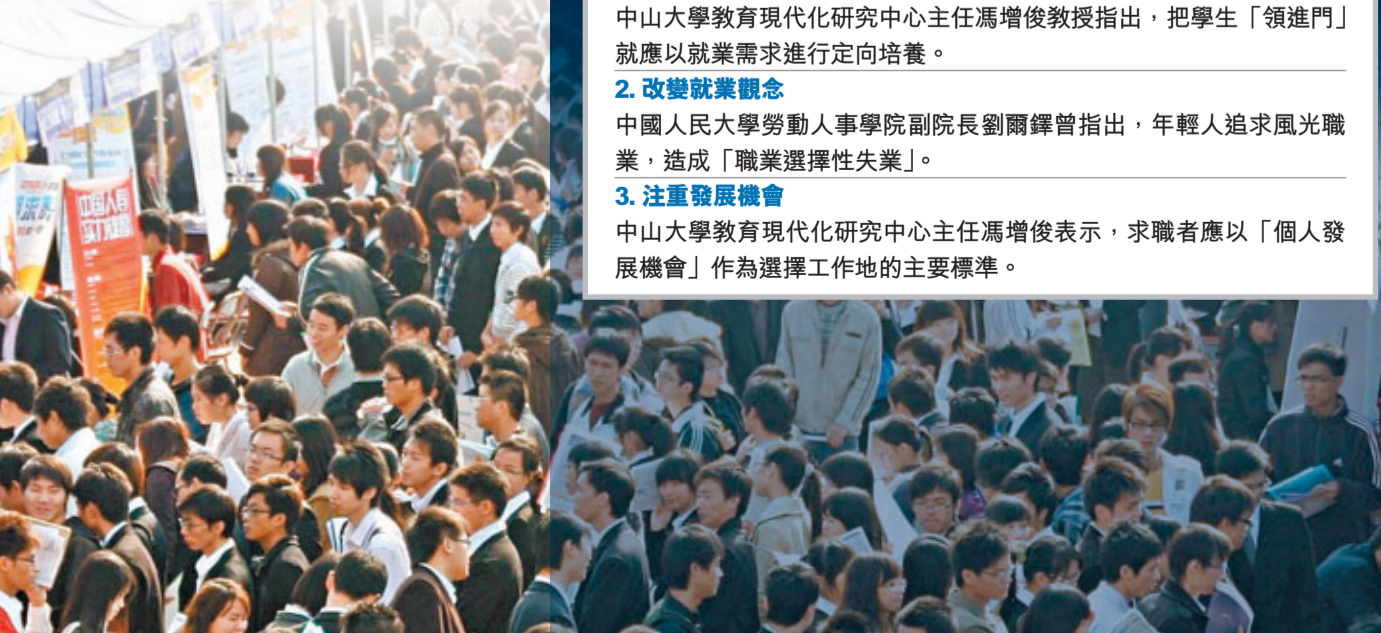 中山大學教育現代化研究中心主任馮增俊教授指出，把學生「領進門」
就應以就業需求進行定向培養。
2. 改變就業觀念
中國人民大學勞動人事學院副院長劉爾鐸曾指出，年輕人追求風光職
業，造成「職業選擇性失業」。
3. 注重發展機會
中山大學教育現代化研究中心主任馮增俊表示，求職者應以「個人發
展機會」作為選擇工作地的主要標準。
中国人寿